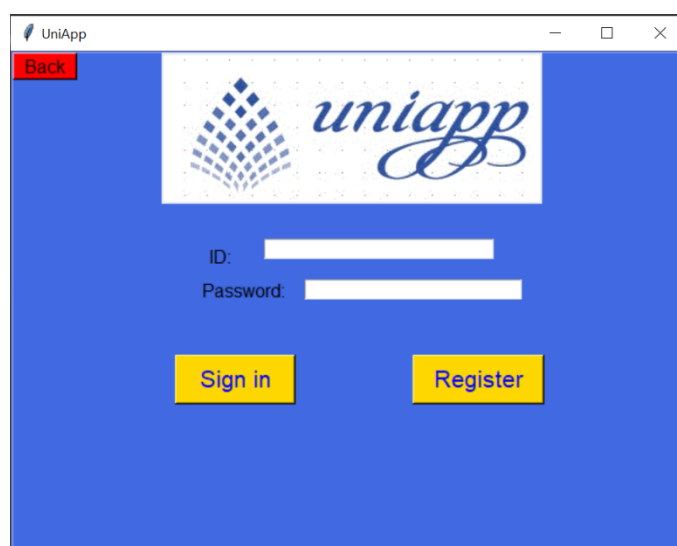 UniApp
Back
uniapp
ID:
Password:
Sign in
Register